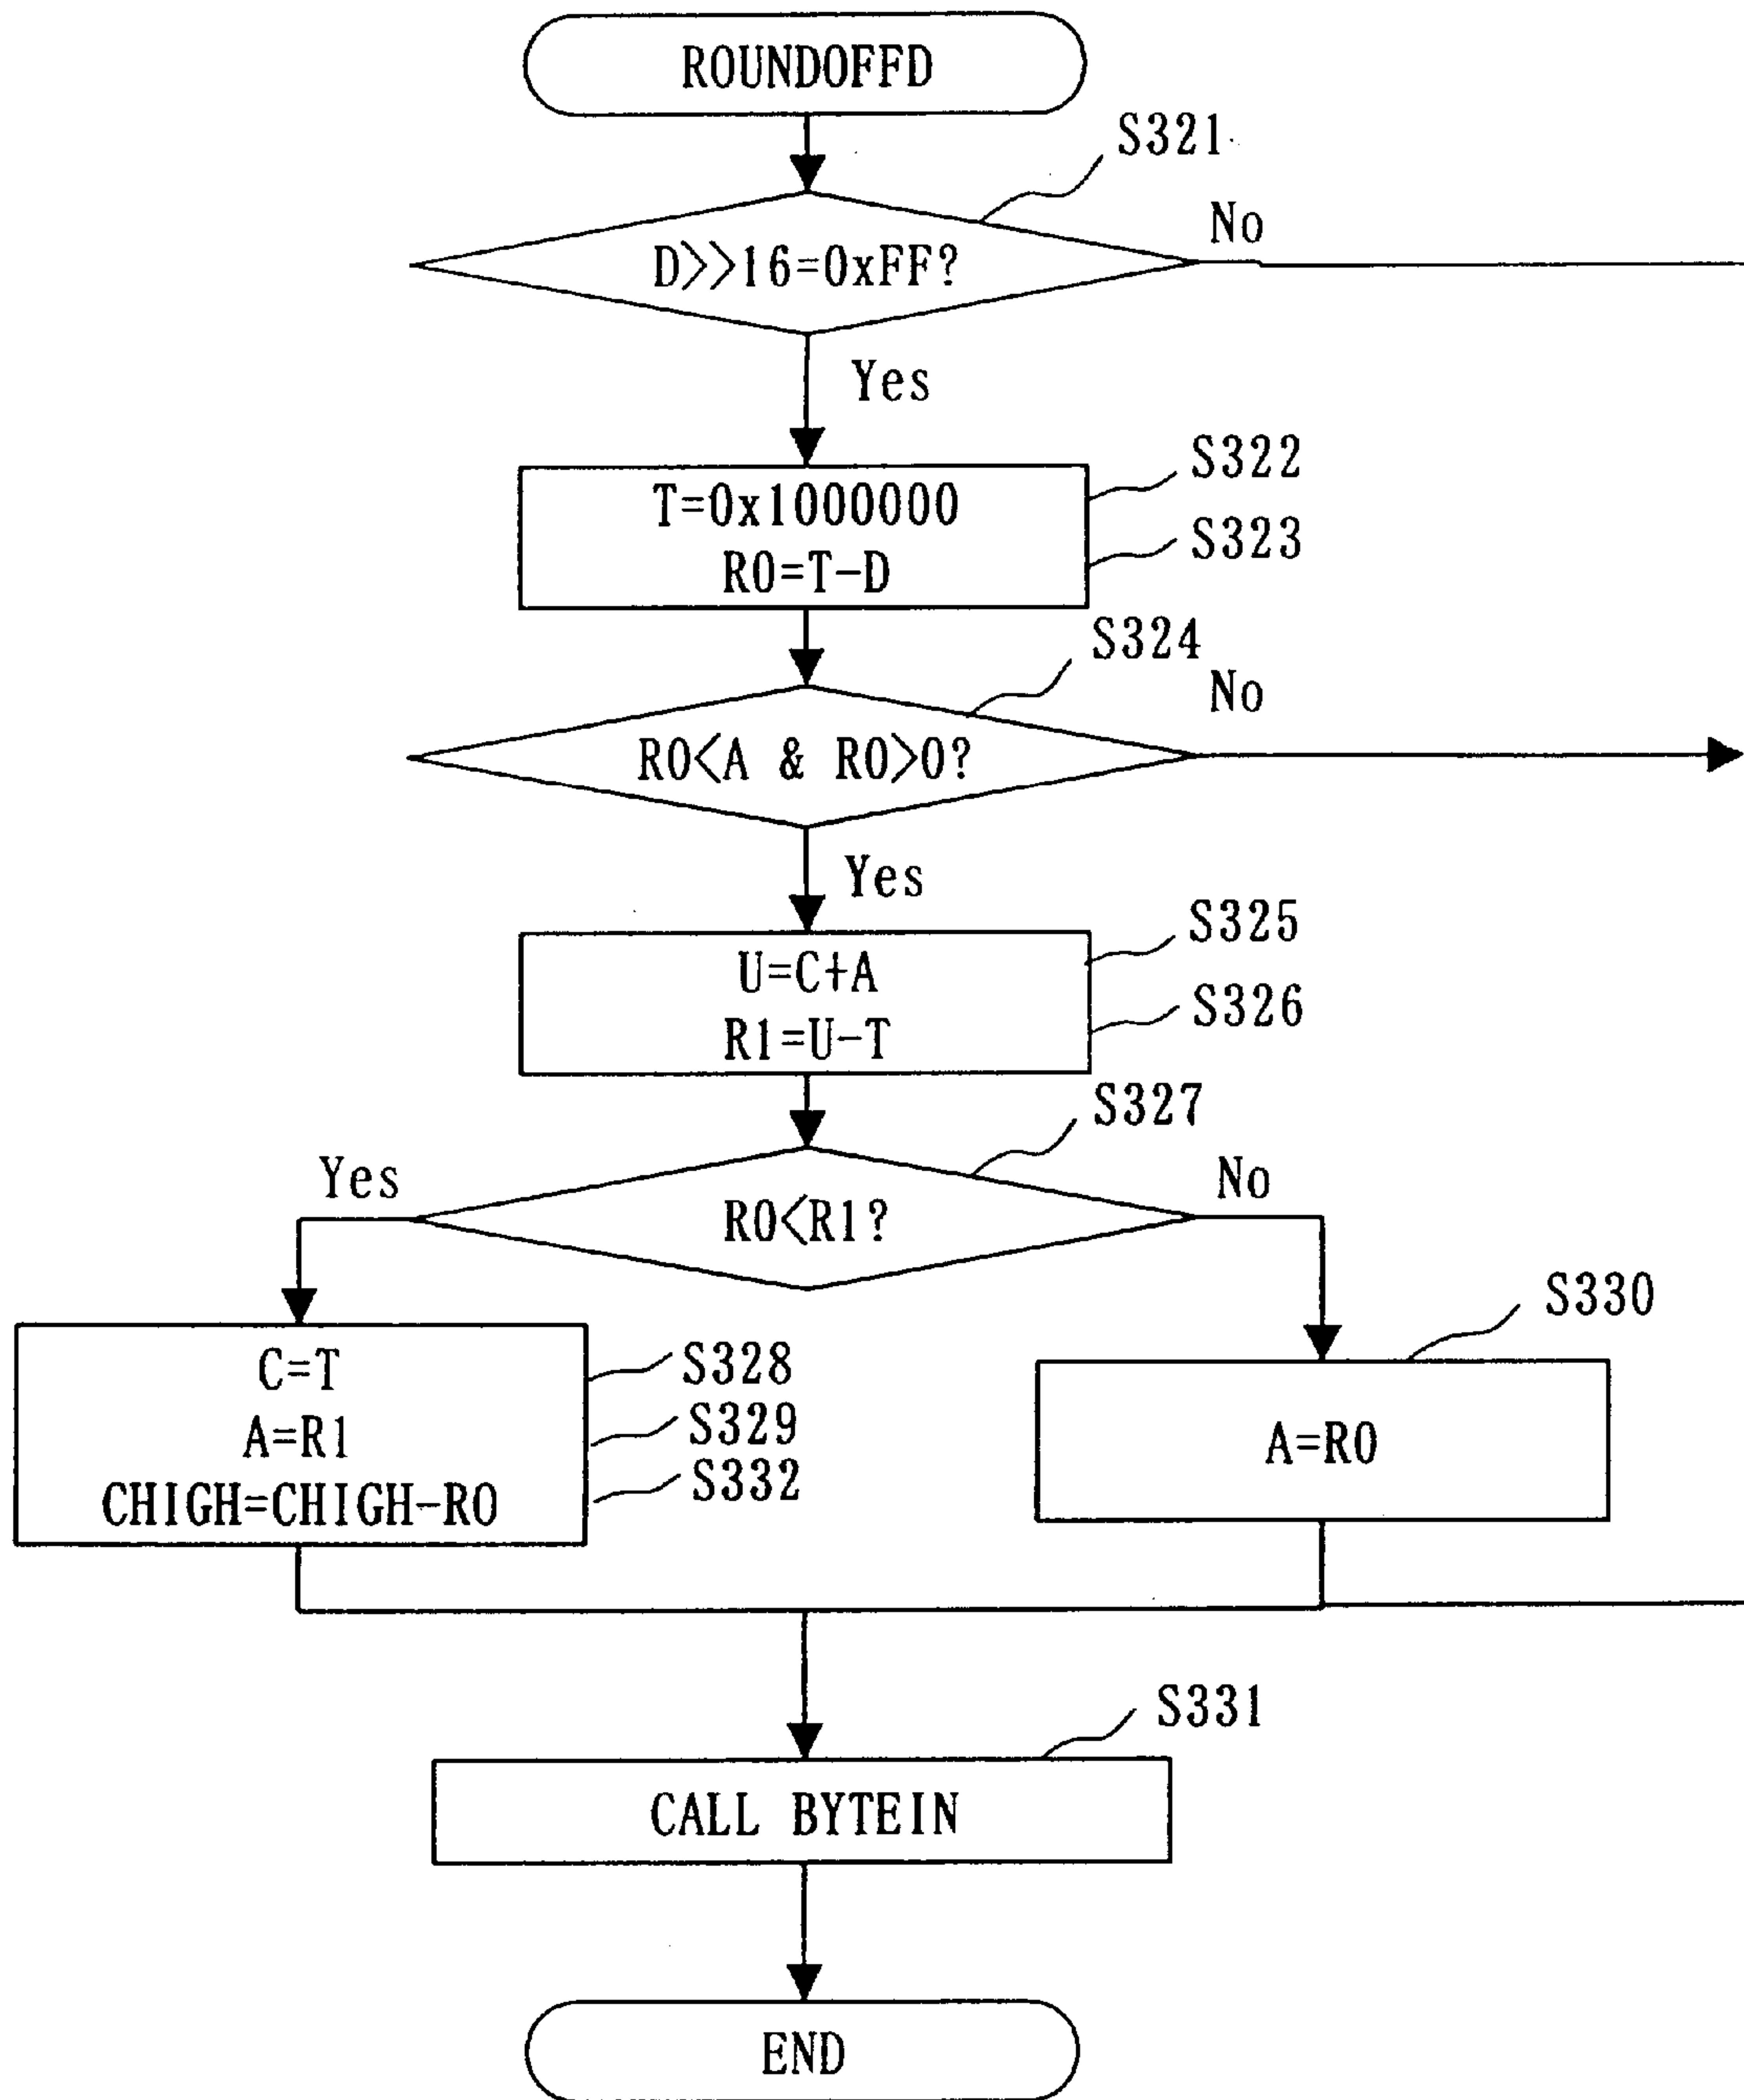 ROUNDOFFD
S321
D>>16=0xFF?
No
Yes
T=0x1000000
S322
R0=T-D
S323
S324
R0<A & R0>0?
No
Yes
U=C+A
S325
R1=U-T
S326
S327
R0<R1?
Yes
No
C=T
S328
A=R1
S329
CHIGH=CHIGH-R0
S332
S330
A=R0
S331
CALL BYTEIN
END